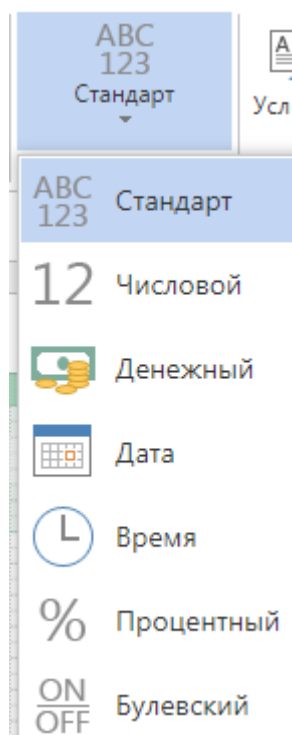 ABC
123
Стандарт
A
Усл
ABC
123
Стандарт
12
Числовой
Денежный
Дата
Время
%
Процентный
ON
OFF
Булевский